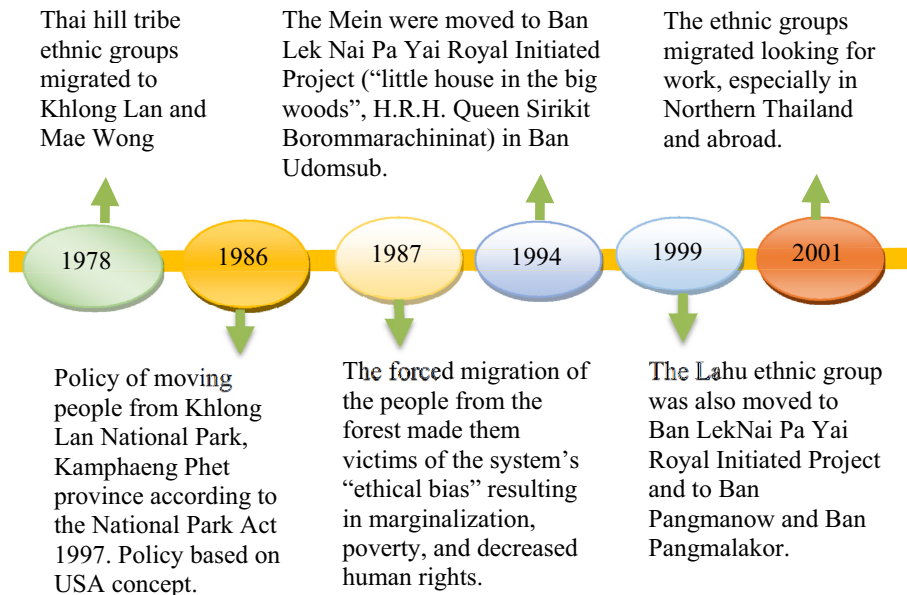 Thai hill tribe
ethnic groups
migrated to
Khlong Lan and
Mae Wong
The Mein were moved to Ban
Lek Nai Pa Yai Royal Initiated
Project (“little house in the big
woods”, H.R.H. Queen Sirikit
Borommarachininat) in Ban
Udomsub.
The ethnic groups
migrated looking for
work, especially in
Northern Thailand
and abroad.
1978
1986
1987
1994
1999
2001
Policy of moving
people from Khlong
Lan National Park,
Kamphaeng Phet
province according to
the National Park Act
1997. Policy based on
USA concept.
The forced migration of
the people from the
forest made them
victims of the system’s
“ethical bias” resulting
in marginalization,
poverty, and decreased
human rights.
The Lahu ethnic group
was also moved to
Ban LekNai Pa Yai
Royal Initiated Project
and to Ban
Pangmanow and Ban
Pangmalakor.